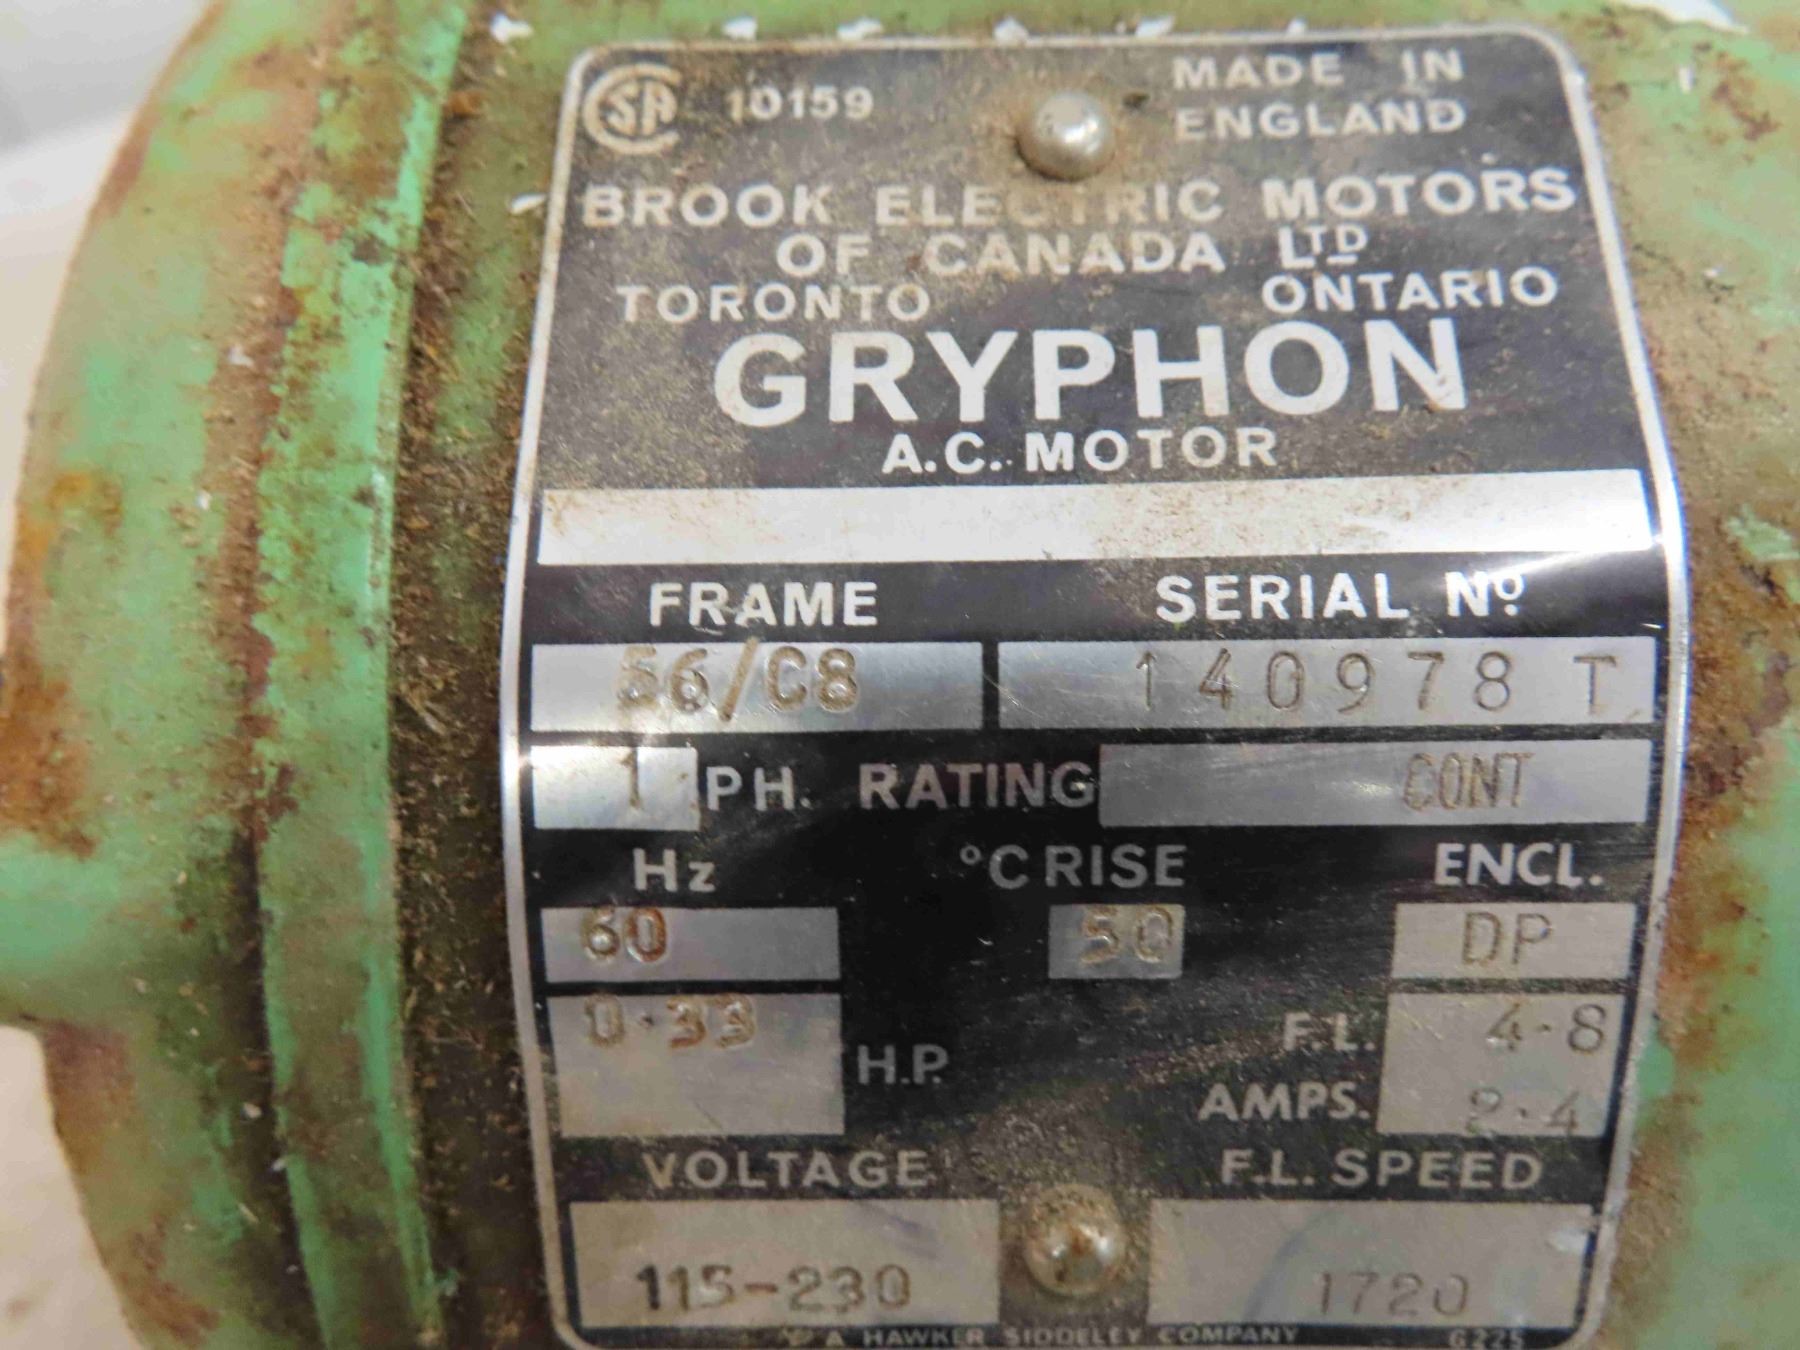 CSA 10159 MADE IN
ENGLAND
BROOK ELECTRIC MOTORS
OF CANADA LTD
TORONTO ONTARIO
GRYPHON
A.C. MOTOR
FRAME SERIAL Nº
56/C8 140978 T
1 PH. RATING CONT
Hz °C RISE ENCL.
60 50 DP
0·33 H.P. F.L. 4·8
AMPS. 2·4
VOLTAGE F.L. SPEED
115-230 1720
A HAWKER SIDDELEY COMPANY G225